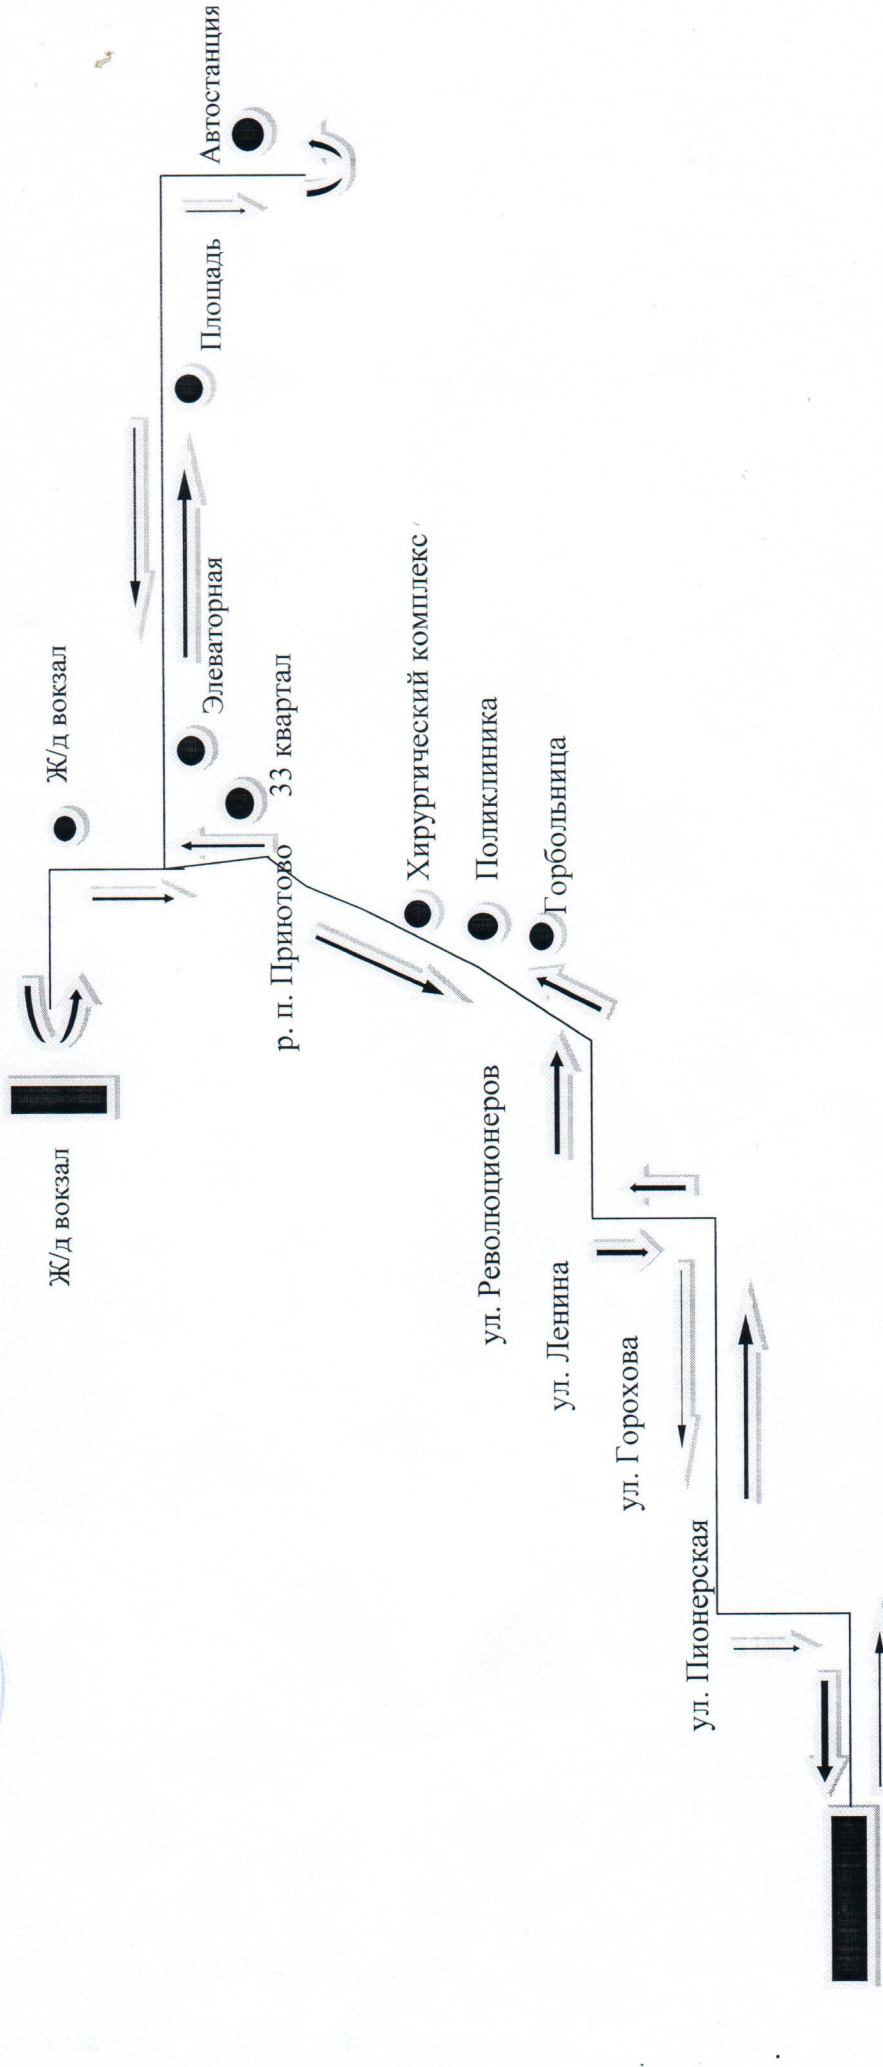 Автостанция
Площадь
Ж/д вокзал
Элеваторная
33 квартал
р. п. Приютово
Ж/д вокзал
Хирургический комплекс
Поликлиника
Горбольница
ул. Революционеров
ул. Ленина
ул. Горохова
ул. Пионерская